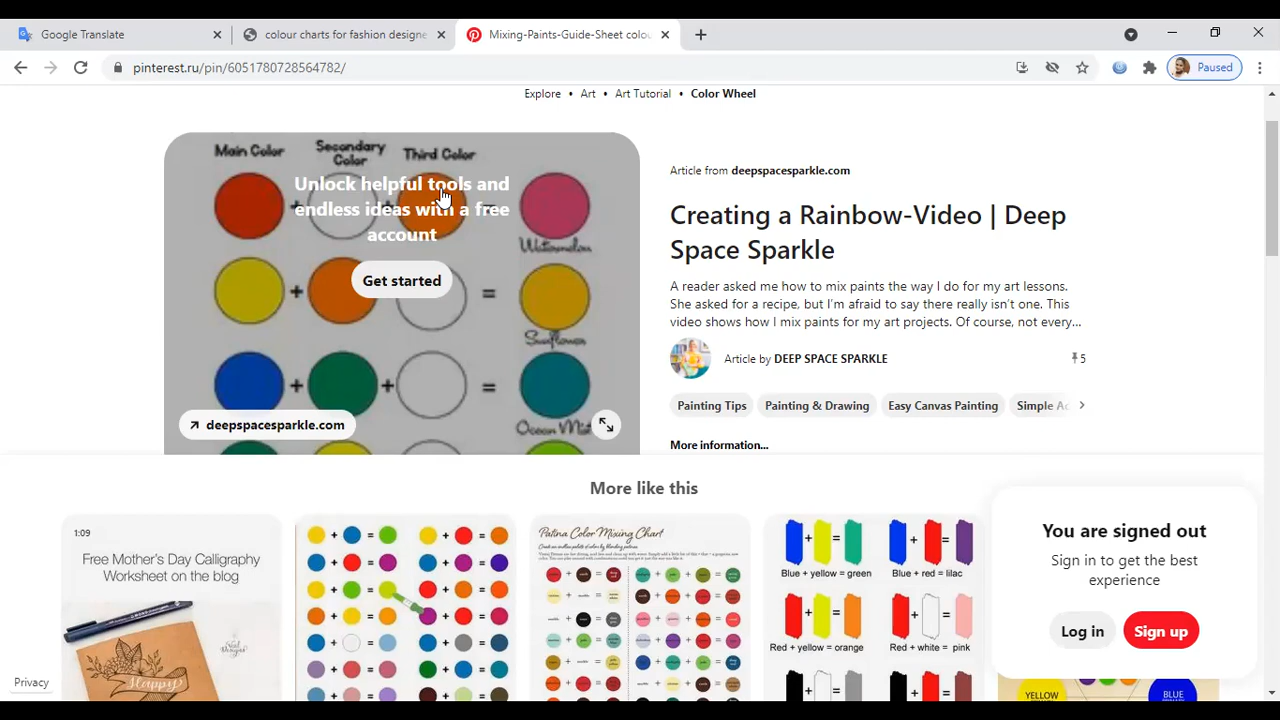 Google Translate
colour charts for fashion designe
Mixing-Paints-Guide-Sheet colou
pinterest.ru/pin/6051780728564782/
Paused
Explore • Art • Art Tutorial • Color Wheel
Main Color
Secondary
Color
Third Color
Unlock helpful tools and
endless ideas with a free
account
Get started
+ =
Watermelon
+ =
Sunflower
+ + =
Ocean Mist
deepspacesparkle.com
Article from deepspacesparkle.com
Creating a Rainbow-Video | Deep
Space Sparkle
A reader asked me how to mix paints the way I do for my art lessons.
She asked for a recipe, but I'm afraid to say there really isn't one. This
video shows how I mix paints for my art projects. Of course, not every...
Article by DEEP SPACE SPARKLE
5
Painting Tips
Painting & Drawing
Easy Canvas Painting
Simple Ac
More information...
More like this
1:09
Free Mother's Day Calligraphy
Worksheet on the blog
Happy
Patina Color Mixing Chart
Blue + yellow = green
Blue + red = lilac
Red + yellow = orange
Red + white = pink
YELLOW
BLUE
You are signed out
Sign in to get the best
experience
Log in
Sign up
Privacy